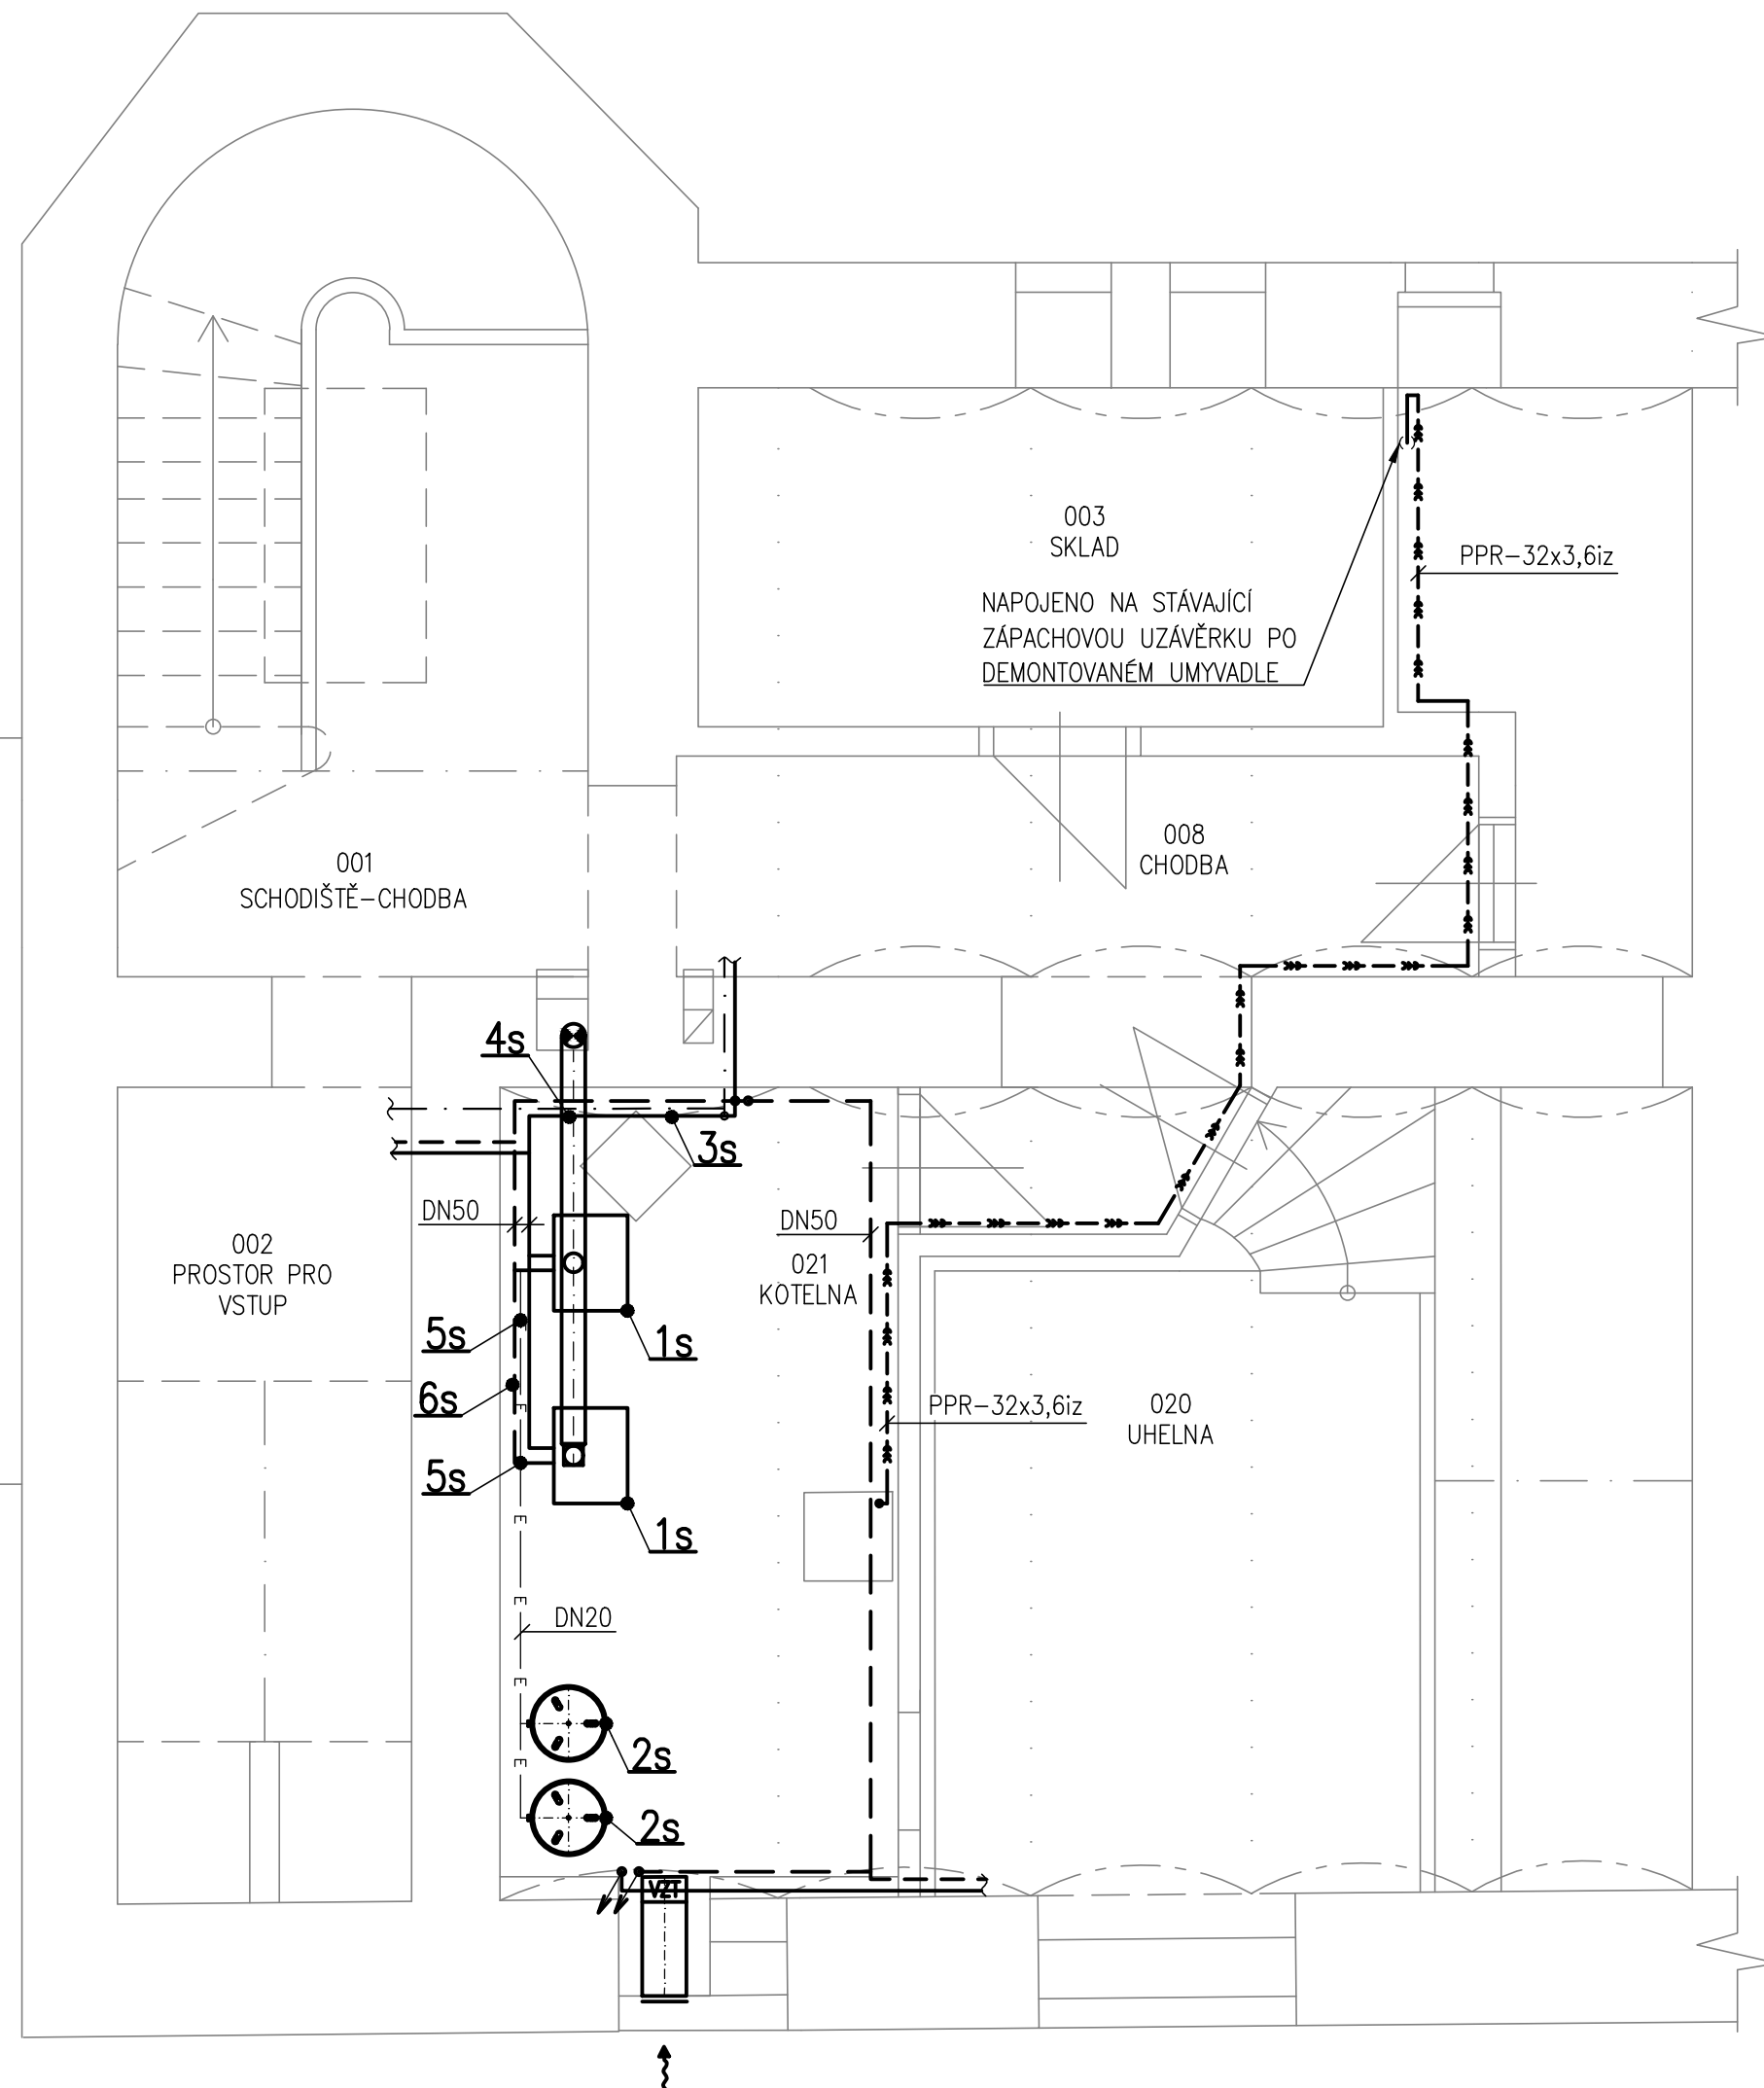 003
SKLAD
PPR-32x3,6iz
NAPOJENO NA STÁVAJÍCÍ
ZÁPACHOVOU UZÁVĚRKU PO
DEMONTOVANÉM UMYVADLE
008
CHODBA
001
SCHODIŠTĚ-CHODBA
4s
3s
DN50
DN50
002
PROSTOR PRO
VSTUP
021
KOTELNA
5s
1s
6s
PPR-32x3,6iz
020
UHELNA
5s
1s
E
E
E
DN20
E
E
E
2s
2s
VZT